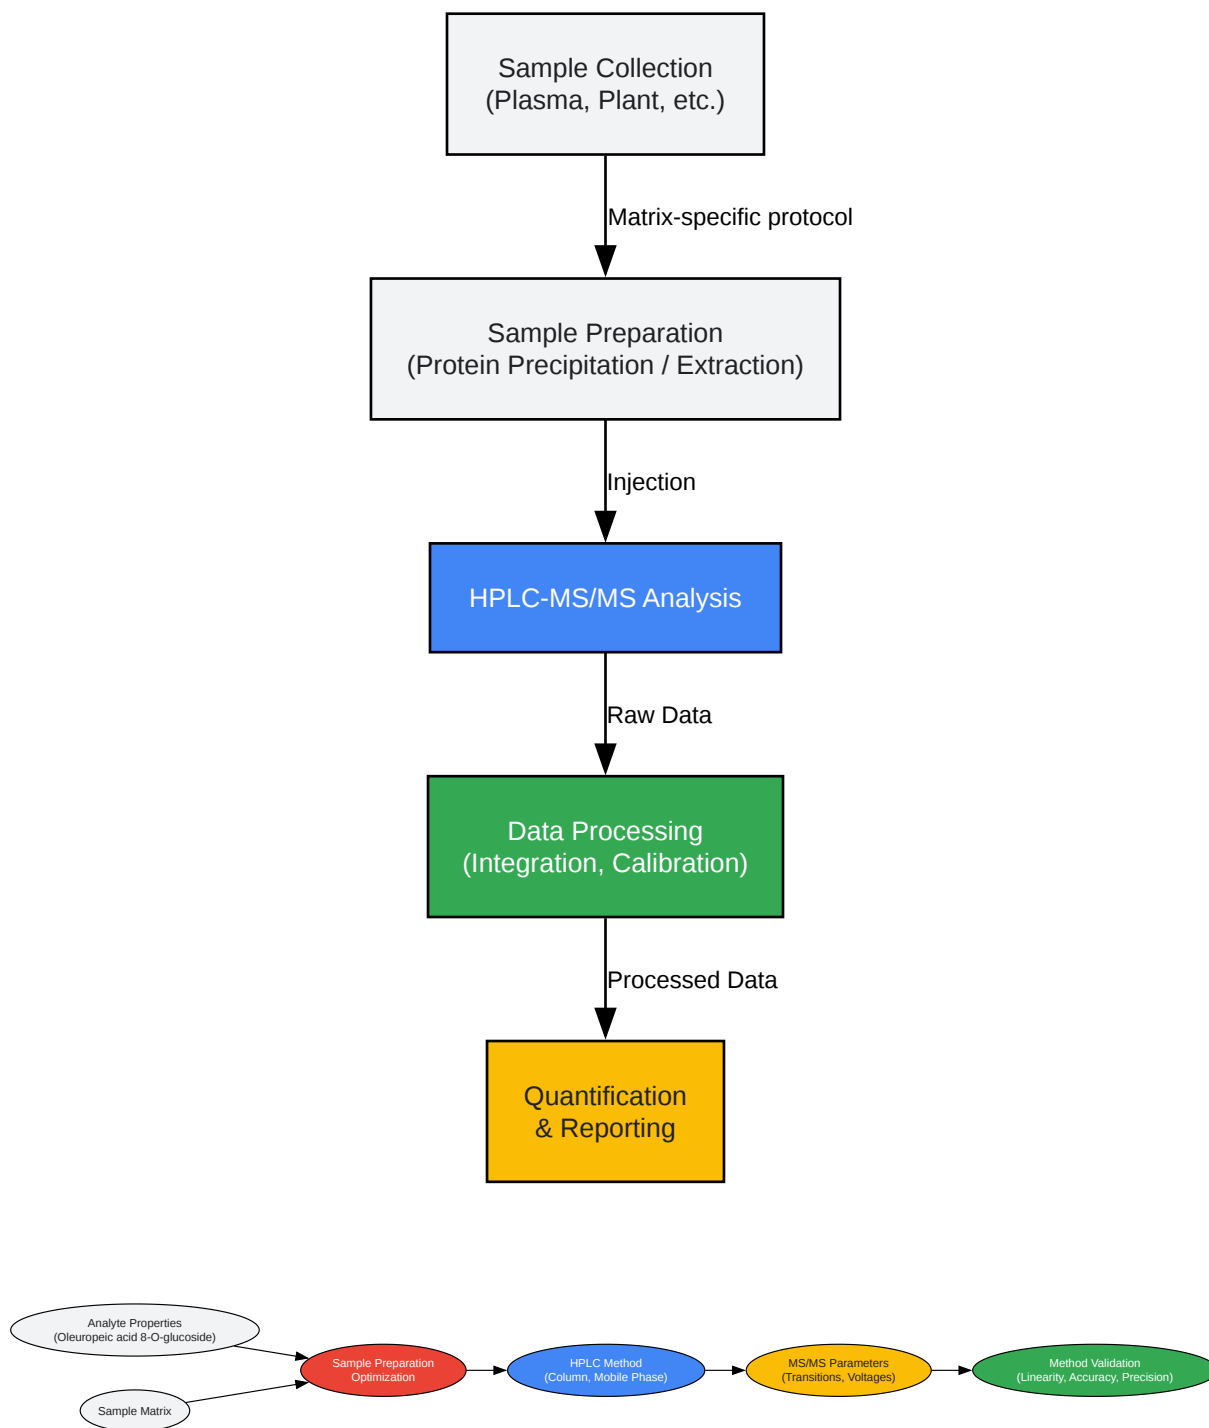 Sample Collection
(Plasma, Plant, etc.)
Matrix-specific protocol
Sample Preparation
(Protein Precipitation / Extraction)
Injection
HPLC-MS/MS Analysis
Raw Data
Data Processing
(Integration, Calibration)
Processed Data
Quantification
& Reporting
Analyte Properties
(Oleuropeic acid 8-O-glucoside)
Sample Matrix
Sample Preparation
Optimization
HPLC Method
(Column, Mobile Phase)
MS/MS Parameters
(Transitions, Voltages)
Method Validation
(Linearity, Accuracy, Precision)